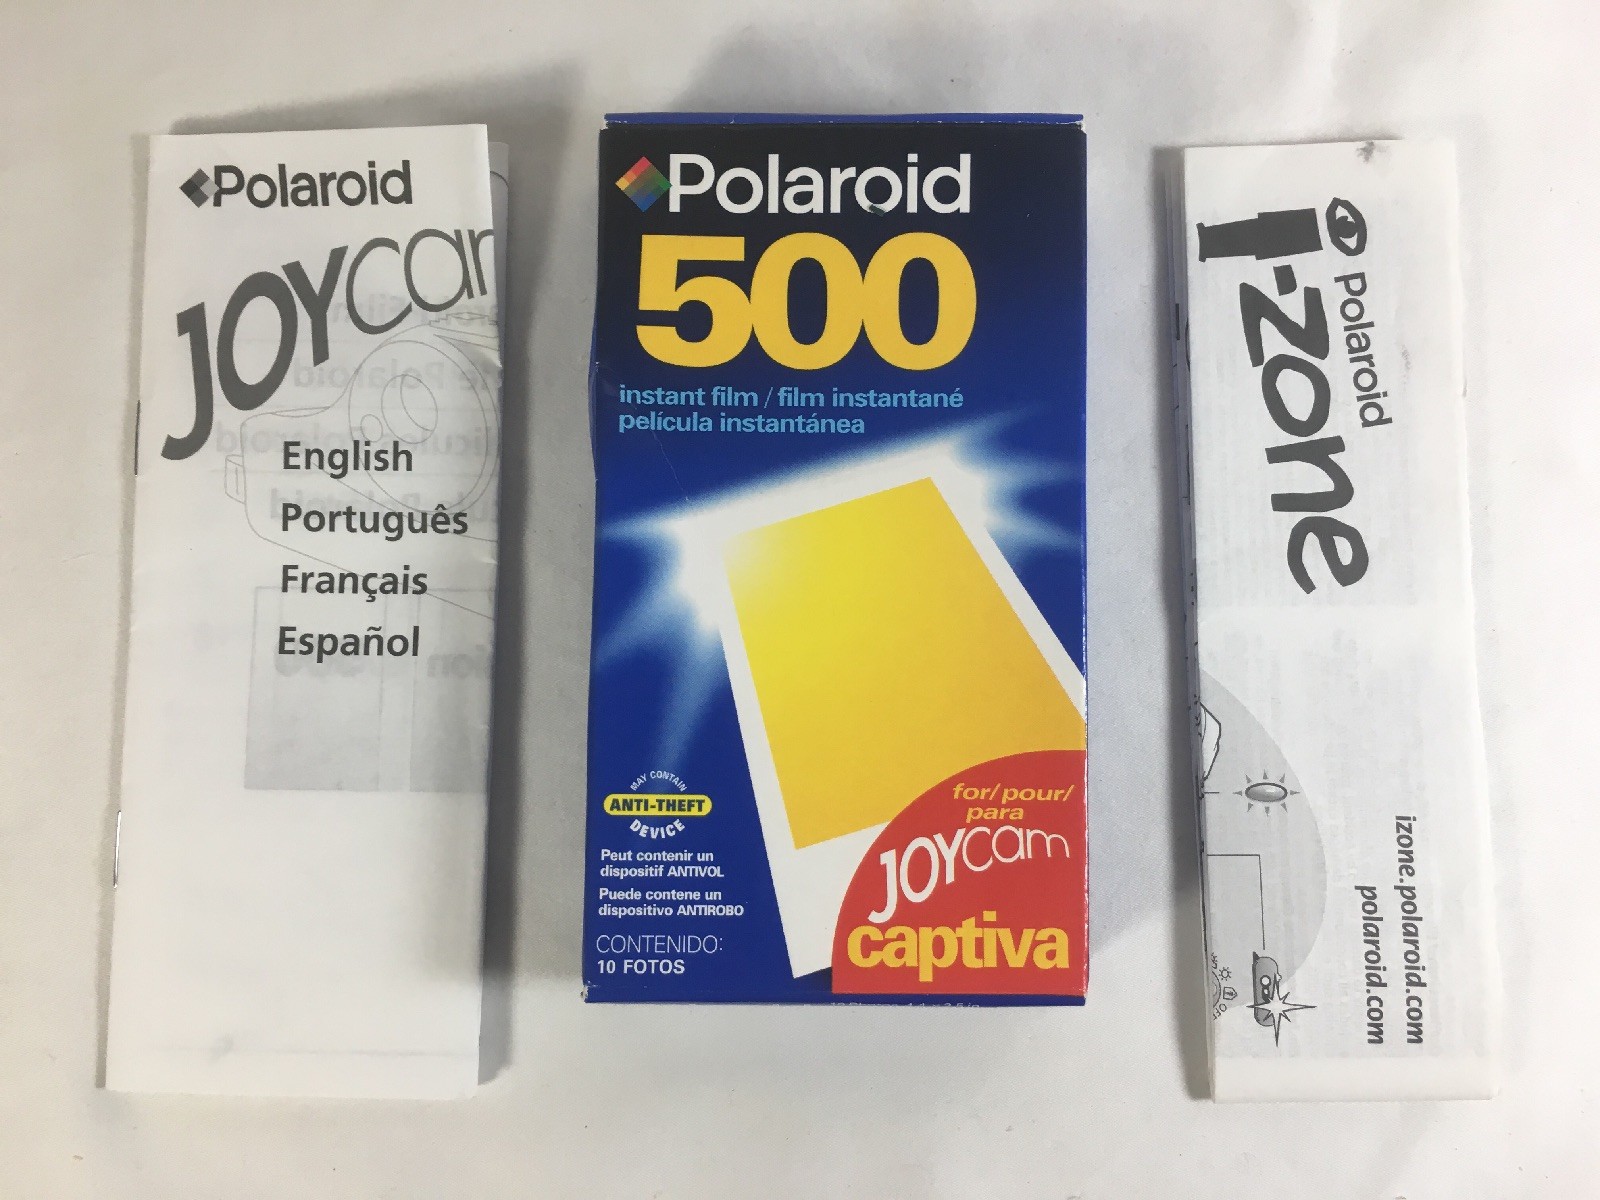 Polaroid
JOYcam
English
Português
Français
Español
Polaroid
500
instant film / film instantané
película instantánea
MAY CONTAIN
ANTI-THEFT
DEVICE
Peut contenir un
dispositif ANTIVOL
Puede contene un
dispositivo ANTIROBO
CONTENIDO:
10 FOTOS
for/pour/
para
JOYcam
captiva
Polaroid
I-zone
izone.polaroid.com
polaroid.com